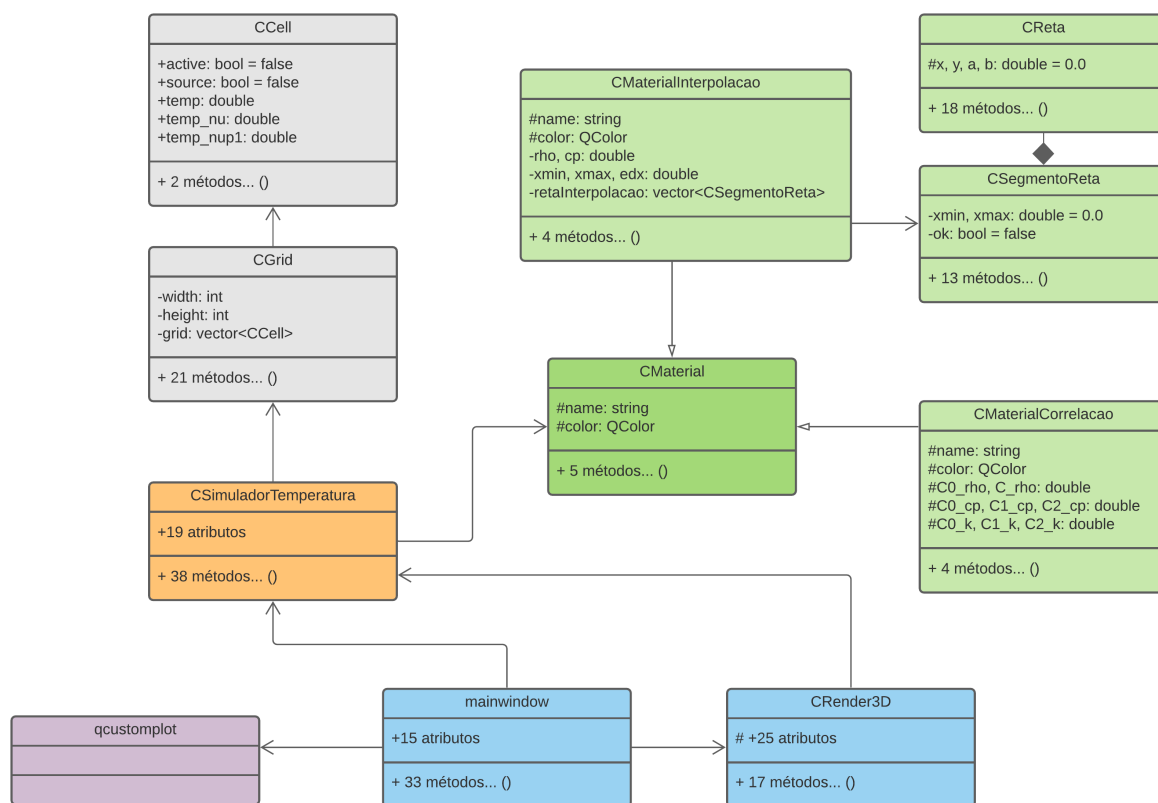 CCell
+active: bool = false
+source: bool = false
+temp: double
+temp_nu: double
+temp_nup1: double
+ 2 métodos... ()
CMaterialInterpolacao
#name: string
#color: QColor
-rho, cp: double
-xmin, xmax, edx: double
-retaInterpolacao: vector<CSegmentoReta>
+ 4 métodos... ()
CReta
#x, y, a, b: double = 0.0
+ 18 métodos... ()
CSegmentoReta
-xmin, xmax: double = 0.0
-ok: bool = false
+ 13 métodos... ()
CGrid
-width: int
-height: int
-grid: vector<CCell>
+ 21 métodos... ()
CMaterial
#name: string
#color: QColor
+ 5 métodos... ()
CMaterialCorrelacao
#name: string
#color: QColor
#C0_rho, C_rho: double
#C0_cp, C1_cp, C2_cp: double
#C0_k, C1_k, C2_k: double
+ 4 métodos... ()
CSimuladorTemperatura
+19 atributos
+ 38 métodos... ()
qcustomplot
mainwindow
+15 atributos
+ 33 métodos... ()
CRender3D
# +25 atributos
+ 17 métodos... ()